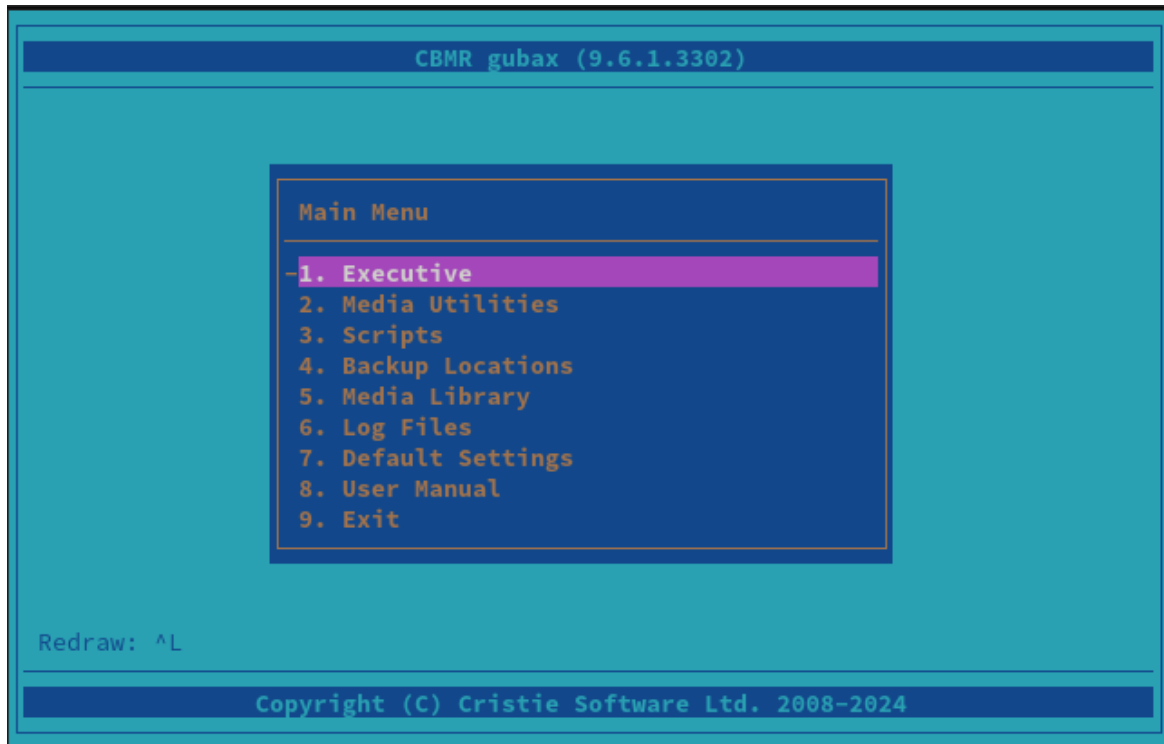 CBMR gubax (9.6.1.3302)
Main Menu
-1. Executive
2. Media Utilities
3. Scripts
4. Backup Locations
5. Media Library
6. Log Files
7. Default Settings
8. User Manual
9. Exit
Redraw: ^L
Copyright (C) Cristie Software Ltd. 2008-2024